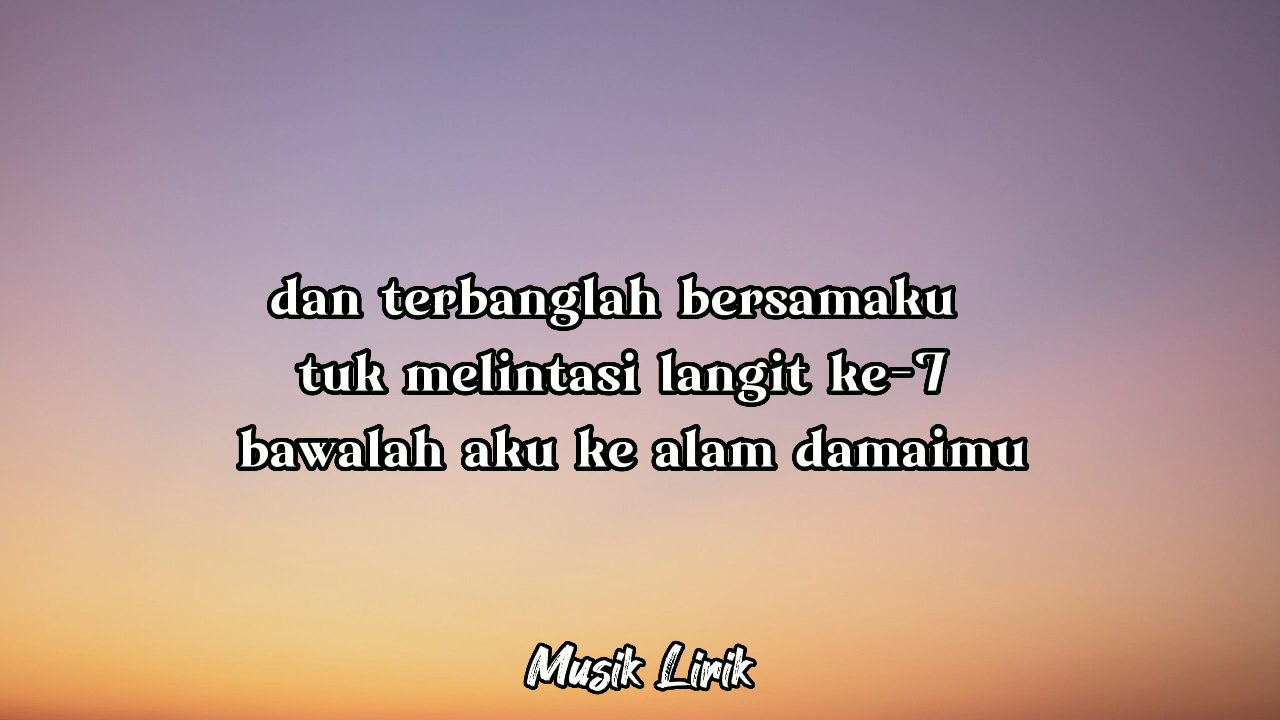 dan terbanglah bersamaku
tuk melintasi langit ke-7
bawalah aku ke alam damaimu
Musik Lirik